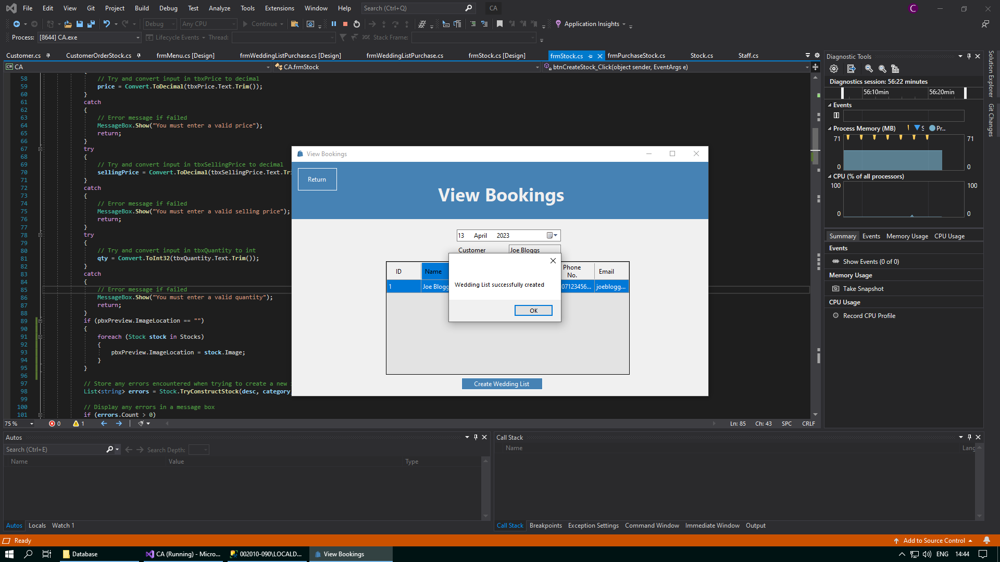 File Edit View Git Project Build Debug Test Analyze Tools Extensions Window Help Search (Ctrl+Q) CA C
Debug Any CPU Continue Application Insights
Process: [8644] CA.exe Lifecycle Events Thread: Stack Frame:
Customer.cs CustomerOrderStock.cs frmMenu.cs [Design] frmWeddingListPurchase.cs [Design] frmWeddingListPurchase.cs frmStock.cs [Design] frmStock.cs frmPurchaseStock.cs Stock.cs Staff.cs
CA CA.frmStock btnCreateStock_Click(object sender, EventArgs e)
58 // Try and convert input in tbxPrice to decimal
59 price = Convert.ToDecimal(tbxPrice.Text.Trim());
60 }
61 catch
62 {
63 // Error message if failed
64 MessageBox.Show("You must enter a valid price");
65 return;
66 }
67 try
68 {
69 // Try and convert input in tbxSellingPrice to decimal
70 sellingPrice = Convert.ToDecimal(tbxSellingPrice.Text.Tri
71 }
72 catch
73 {
74 // Error message if failed
75 MessageBox.Show("You must enter a valid selling price");
76 return;
77 }
78 try
79 {
80 // Try and convert input in tbxQuantity to int
81 qty = Convert.ToInt32(tbxQuantity.Text.Trim());
82 }
83 catch
84 {
85 // Error message if failed
86 MessageBox.Show("You must enter a valid quantity");
87 return;
88 }
89 if (pbxPreview.ImageLocation == "")
90 {
91 foreach (Stock stock in Stocks)
92 {
93 pbxPreview.ImageLocation = stock.Image;
94 }
95 }
96
97 // Store any errors encountered when trying to create a new
98 List<string> errors = Stock.TryConstructStock(desc, category
99
100 // Display any errors in a message box
101 if (errors.Count > 0)
75 % 0 1 Ln: 85 Ch: 43 SPC CRLF
View Bookings
Return
View Bookings
13 April 2023
Customer Joe Bloggs
ID Name Phone No. Email
1 Joe Blogg 07123456... joeblogg...
Wedding List successfully created
OK
Create Wedding List
Diagnostic Tools
Diagnostics session: 56:22 minutes
56:10min 56:20min
Events
Process Memory (MB) S Pr...
71 71
0 0
CPU (% of all processors)
100 100
0 0
Summary Events Memory Usage CPU Usage
Events
Show Events (0 of 0)
Memory Usage
Take Snapshot
CPU Usage
Record CPU Profile
Solution Explorer
Git Changes
Autos
Search (Ctrl+E) Search Depth:
Name Value Type
Autos Locals Watch 1
Call Stack
Name Lang
Call Stack Breakpoints Exception Settings Command Window Immediate Window Output
Ready Add to Source Control
Database CA (Running) - Micro... 002010-090\LOCALD... View Bookings ENG 14:44